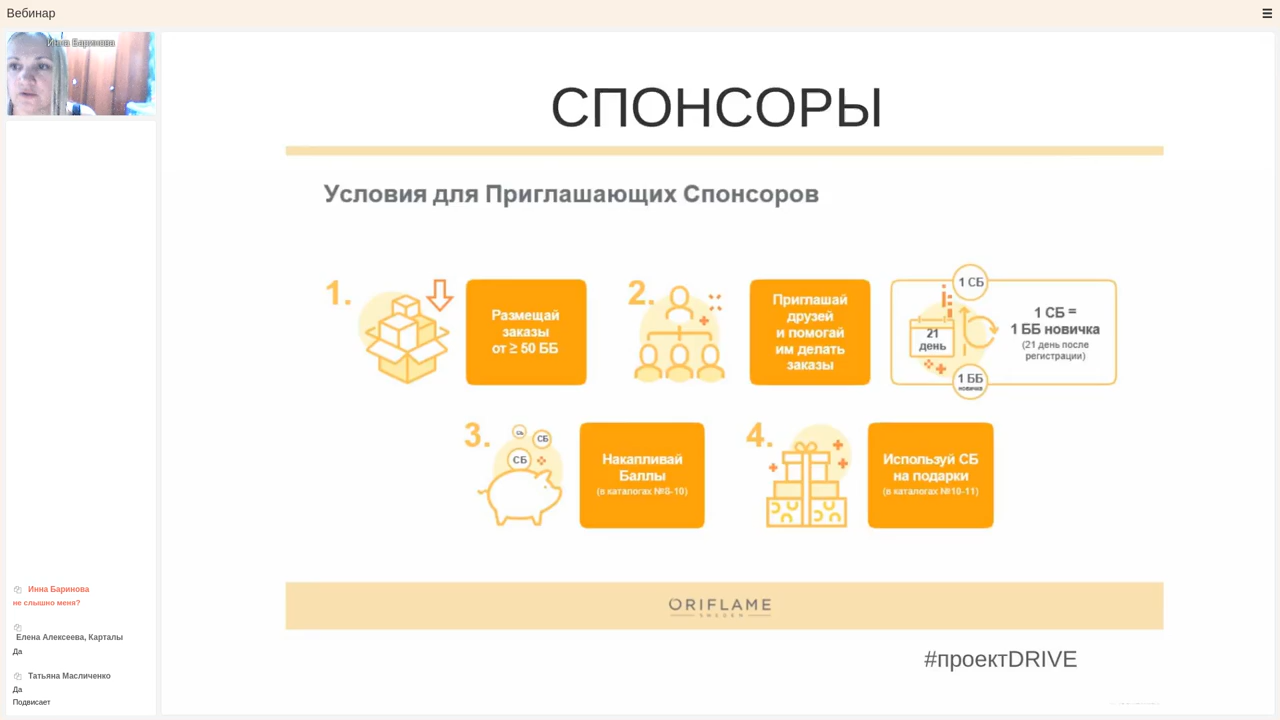 Вебинар
Инна Баринова
СПОНСОРЫ
Условия для Приглашающих Спонсоров
1.
Размещай
заказы
от ≥ 50 ББ
2.
Приглашай
друзей
и помогай
им делать
заказы
1 СБ
21
день
1 ББ
новичка
1 СБ =
1 ББ новичка
(21 день после
регистрации)
3.
СБ
СБ
СБ
Накапливай
Баллы
(в каталогах №8-10)
4.
Используй СБ
на подарки
(в каталогах №10-11)
ORIFLAME
SWEDEN
#проектDRIVE
Инна Баринова
не слышно меня?
Елена Алексеева, Карталы
Да
Татьяна Масличенко
Да
Подвисает